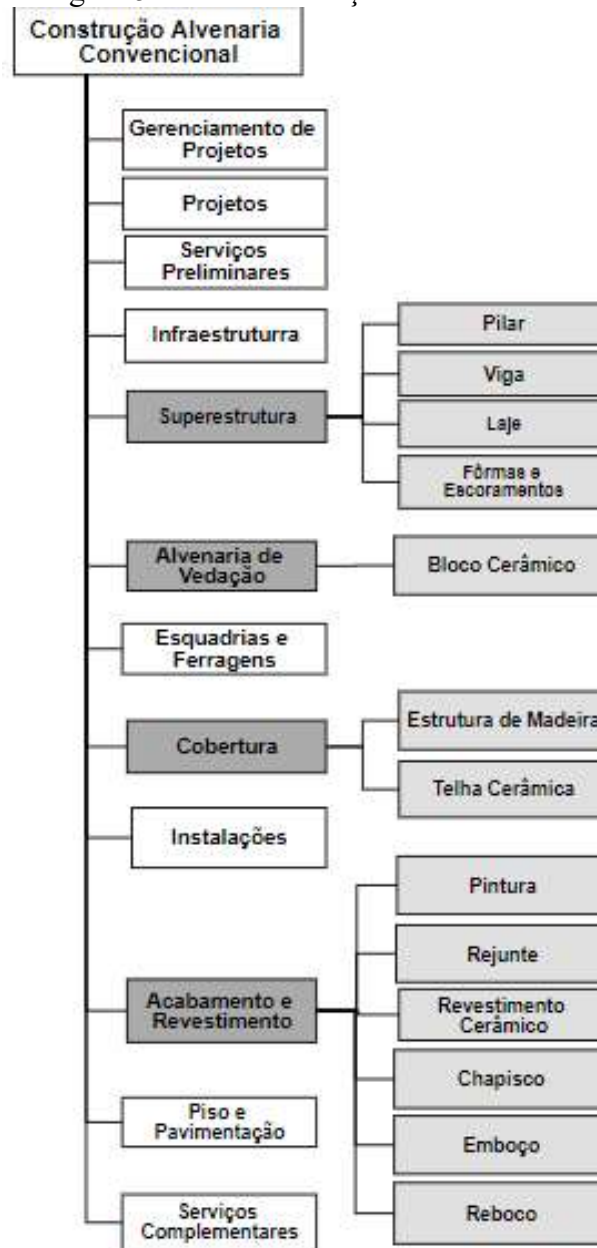 Construção Alvenaria
Convencional
Gerenciamento de
Projetos
Projetos
Serviços
Preliminares
Infraestruturra
Superestrutura
Pilar
Viga
Laje
Fôrmas e
Escoramentos
Alvenaria de
Vedação
Bloco Cerâmico
Esquadrias e
Ferragens
Cobertura
Estrutura de Madeira
Telha Cerâmica
Instalações
Acabamento e
Revestimento
Pintura
Rejunte
Revestimento
Cerâmico
Chapisco
Emboço
Reboco
Piso e
Pavimentação
Serviços
Complementares